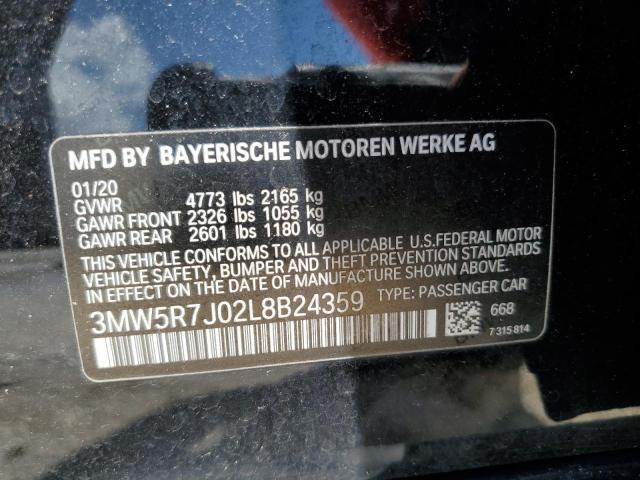 MFD BY BAYERISCHE MOTOREN WERKE AG
01/20
GVWR 4773 lbs 2165 kg
GAWR FRONT 2326 lbs 1055 kg
GAWR REAR 2601 lbs 1180 kg
THIS VEHICLE CONFORMS TO ALL APPLICABLE U.S.FEDERAL MOTOR
VEHICLE SAFETY, BUMPER AND THEFT PREVENTION STANDARDS
IN EFFECT ON THE DATE OF MANUFACTURE SHOWN ABOVE.
3MW5R7J02L8B24359 TYPE: PASSENGER CAR
668
7 315 814